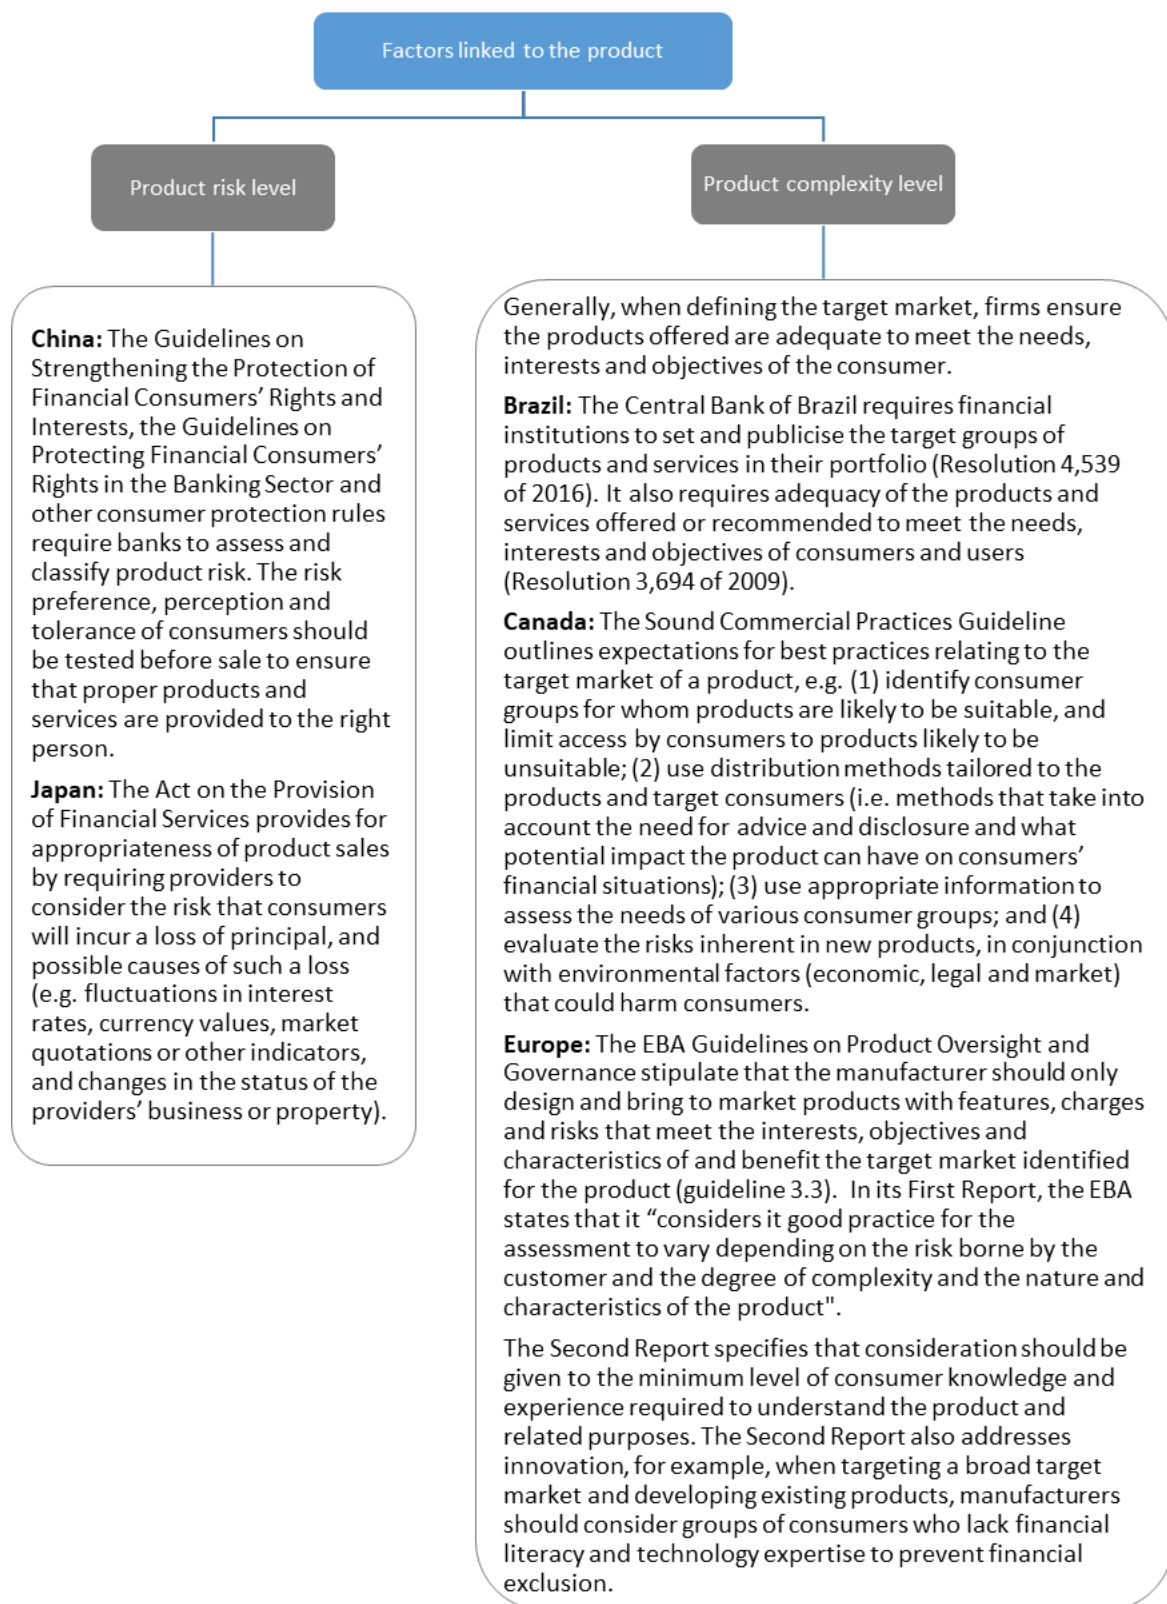 Factors linked to the product
Product risk level
Product complexity level
China: The Guidelines on
Strengthening the Protection of
Financial Consumers’ Rights and
Interests, the Guidelines on
Protecting Financial Consumers’
Rights in the Banking Sector and
other consumer protection rules
require banks to assess and
classify product risk. The risk
preference, perception and
tolerance of consumers should
be tested before sale to ensure
that proper products and
services are provided to the right
person.
Japan: The Act on the Provision
of Financial Services provides for
appropriateness of product sales
by requiring providers to
consider the risk that consumers
will incur a loss of principal, and
possible causes of such a loss
(e.g. fluctuations in interest
rates, currency values, market
quotations or other indicators,
and changes in the status of the
providers’ business or property).
Generally, when defining the target market, firms ensure
the products offered are adequate to meet the needs,
interests and objectives of the consumer.
Brazil: The Central Bank of Brazil requires financial
institutions to set and publicise the target groups of
products and services in their portfolio (Resolution 4,539
of 2016). It also requires adequacy of the products and
services offered or recommended to meet the needs,
interests and objectives of consumers and users
(Resolution 3,694 of 2009).
Canada: The Sound Commercial Practices Guideline
outlines expectations for best practices relating to the
target market of a product, e.g. (1) identify consumer
groups for whom products are likely to be suitable, and
limit access by consumers to products likely to be
unsuitable; (2) use distribution methods tailored to the
products and target consumers (i.e. methods that take into
account the need for advice and disclosure and what
potential impact the product can have on consumers’
financial situations); (3) use appropriate information to
assess the needs of various consumer groups; and (4)
evaluate the risks inherent in new products, in conjunction
with environmental factors (economic, legal and market)
that could harm consumers.
Europe: The EBA Guidelines on Product Oversight and
Governance stipulate that the manufacturer should only
design and bring to market products with features, charges
and risks that meet the interests, objectives and
characteristics of and benefit the target market identified
for the product (guideline 3.3).  In its First Report, the EBA
states that it “considers it good practice for the
assessment to vary depending on the risk borne by the
customer and the degree of complexity and the nature and
characteristics of the product".
The Second Report specifies that consideration should be
given to the minimum level of consumer knowledge and
experience required to understand the product and
related purposes. The Second Report also addresses
innovation, for example, when targeting a broad target
market and developing existing products, manufacturers
should consider groups of consumers who lack financial
literacy and technology expertise to prevent financial
exclusion.